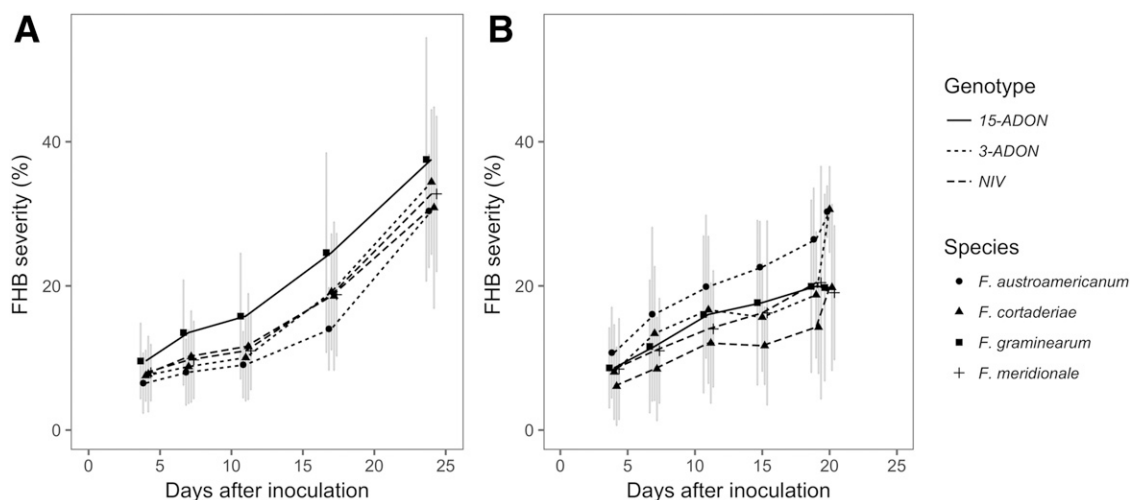 A
B
FHB severity (%)
40
20
0
0 5 10 15 20 25
Days after inoculation
FHB severity (%)
40
20
0
0 5 10 15 20 25
Days after inoculation
Genotype
15-ADON
3-ADON
NIV
Species
F. austroamericanum
F. cortaderiae
F. graminearum
F. meridionale